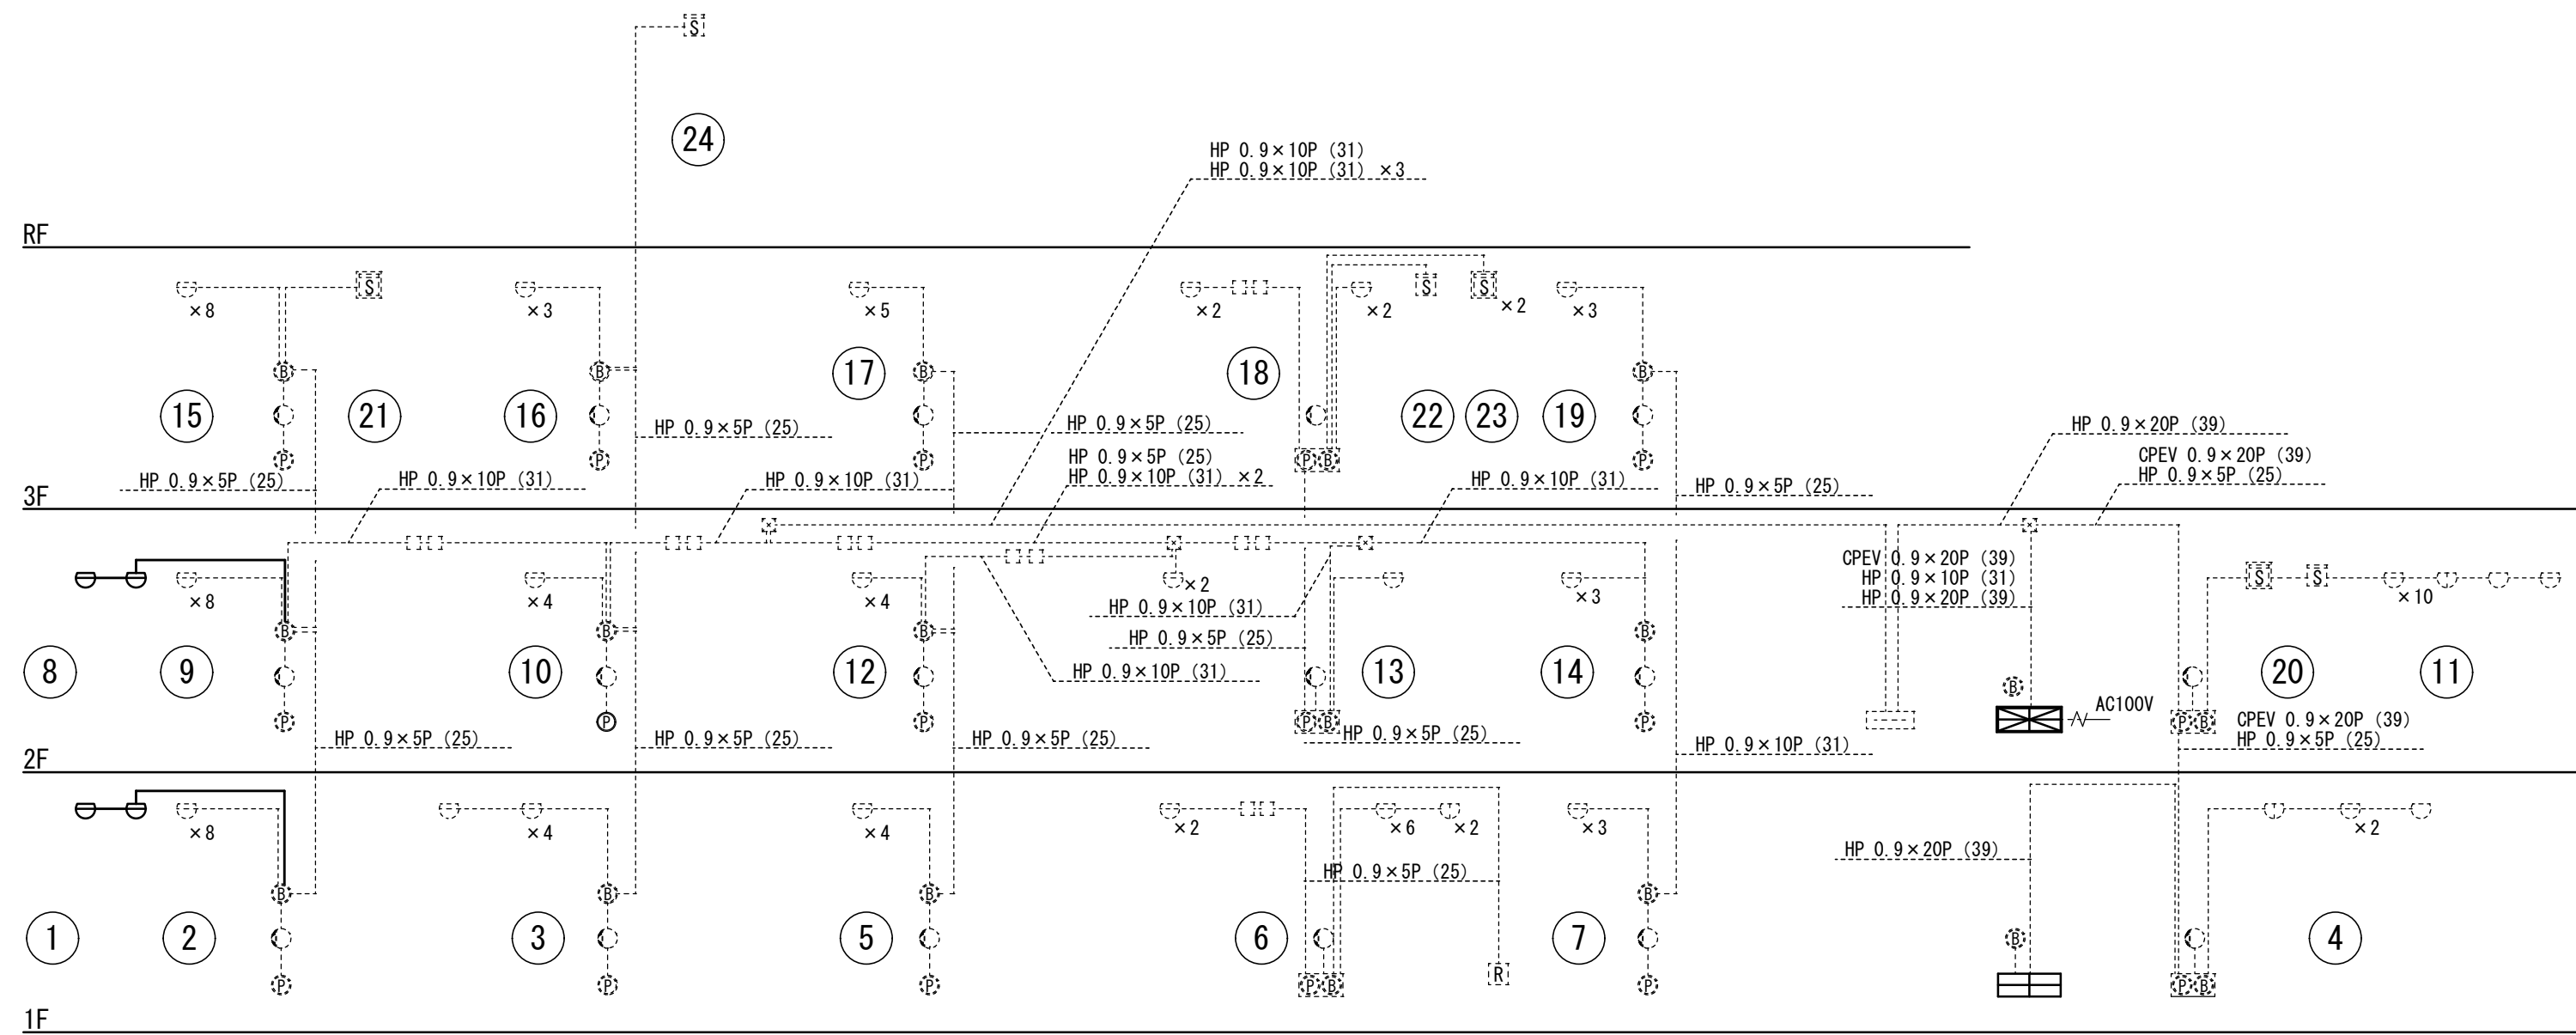 S
24
HP 0.9×10P (31)
HP 0.9×10P (31) ×3
RF
S
S
S
×8
×3
×5
×2
×2
×2
×3
B
B
B
B
17
18
15
21
16
22
23
19
HP 0.9×5P (25)
HP 0.9×5P (25)
HP 0.9×20P (39)
P
P
P
P
B
P
HP 0.9×5P (25)
HP 0.9×10P (31) ×2
CPEV 0.9×20P (39)
HP 0.9×5P (25)
HP 0.9×5P (25)
HP 0.9×10P (31)
HP 0.9×10P (31)
HP 0.9×10P (31)
HP 0.9×5P (25)
3F
CPEV 0.9×20P (39)
HP 0.9×10P (31)
HP 0.9×20P (39)
S
S
×8
×4
×4
×2
×3
×10
HP 0.9×10P (31)
HP 0.9×5P (25)
B
B
B
B
8
9
10
12
HP 0.9×10P (31)
13
14
20
11
B
AC100V
P
P
P
P
B
P
P
B
CPEV 0.9×20P (39)
HP 0.9×5P (25)
HP 0.9×5P (25)
HP 0.9×5P (25)
HP 0.9×5P (25)
HP 0.9×5P (25)
HP 0.9×10P (31)
2F
×8
×4
×4
×2
×6
×2
×3
×2
HP 0.9×20P (39)
HP 0.9×5P (25)
B
B
B
B
1
2
3
5
6
7
B
4
P
P
P
P
B
R
P
P
B
1F